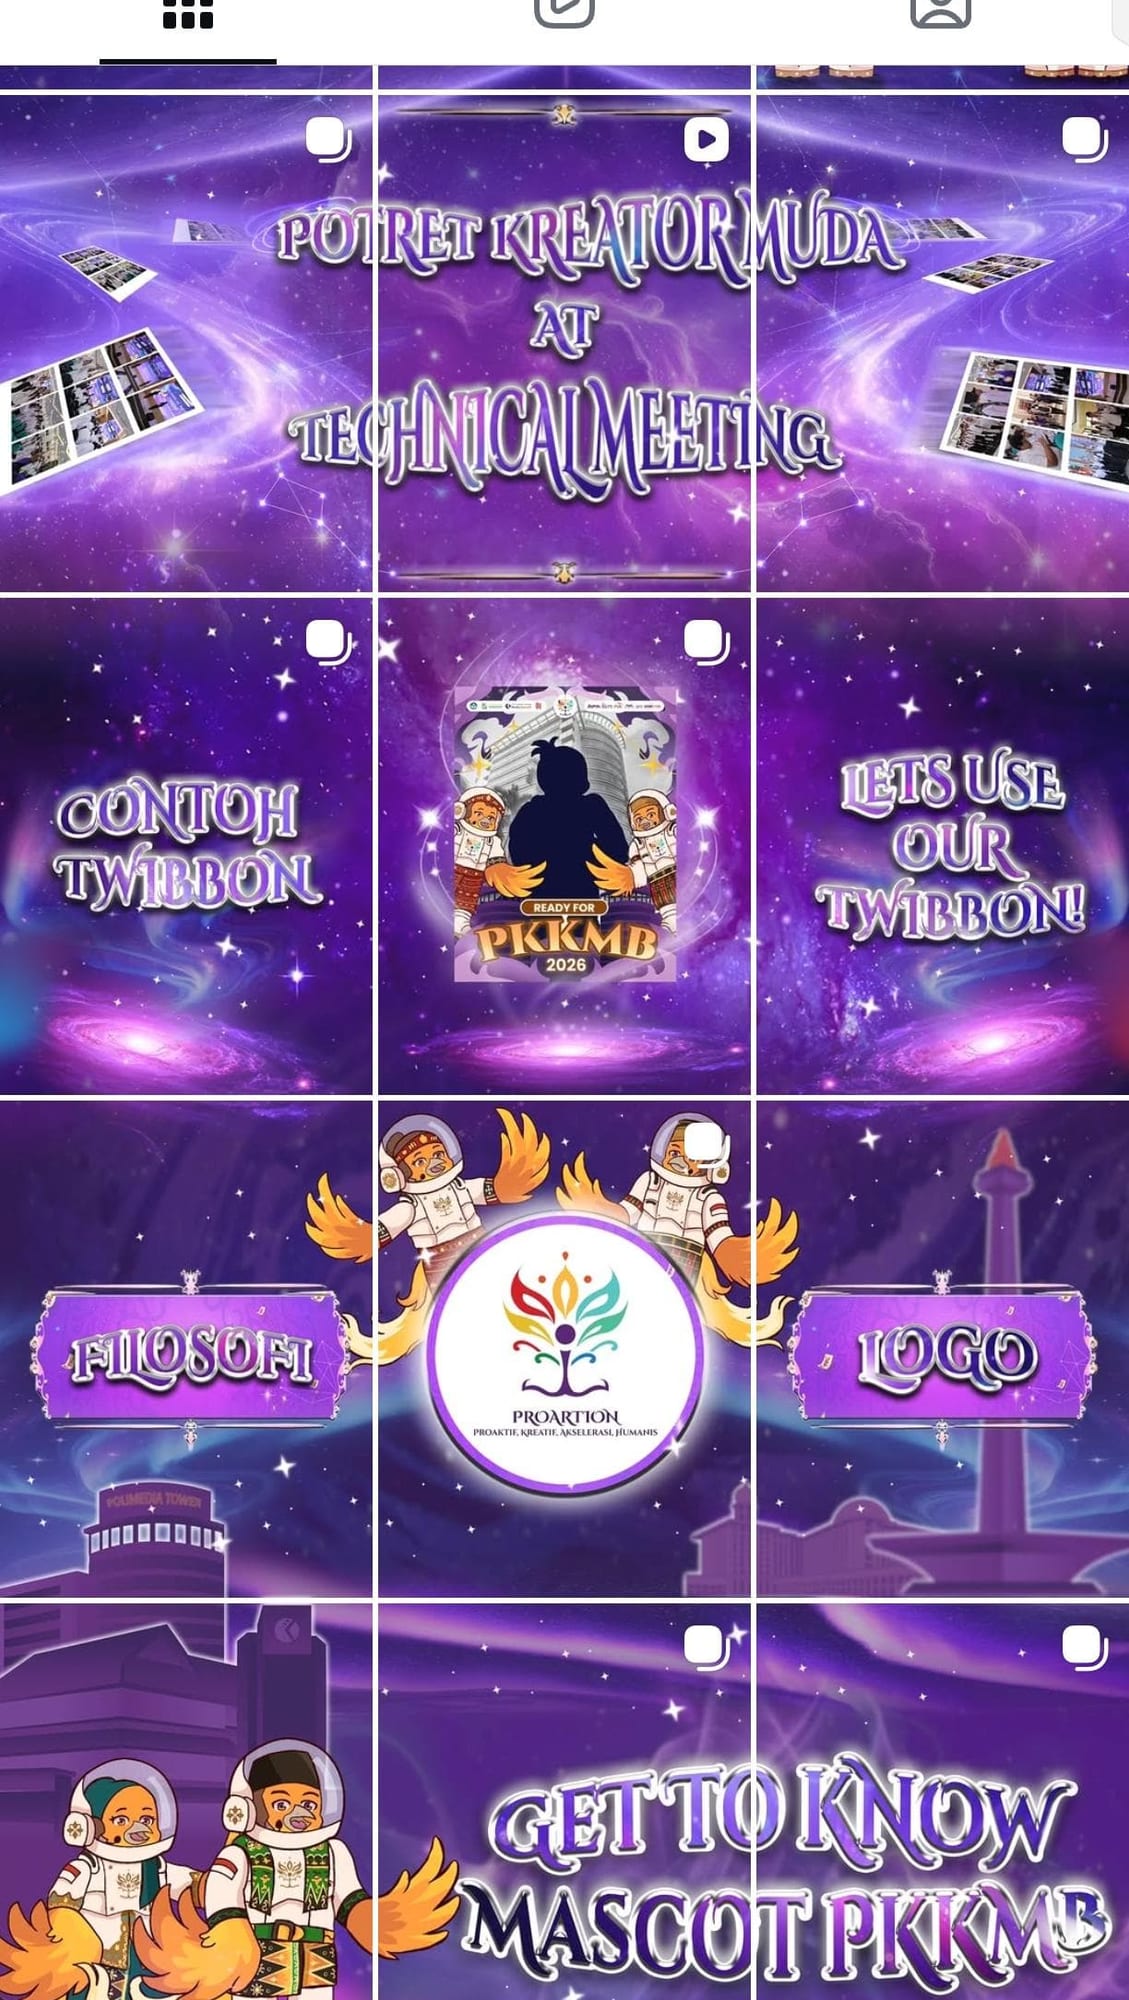 POTRET KREATOR MUDA
AT
TECHNICAL MEETING
CONTOH
TWIBBON
READY FOR
PKKMB
2026
LETS USE
OUR
TWIBBON!
FILOSOFI
PROARTION
PROAKTIF, KREATIF, AKSELERASI, HUMANIS
LOGO
POLIMEDIA TOWER
GET TO KNOW
MASCOT PKKMB